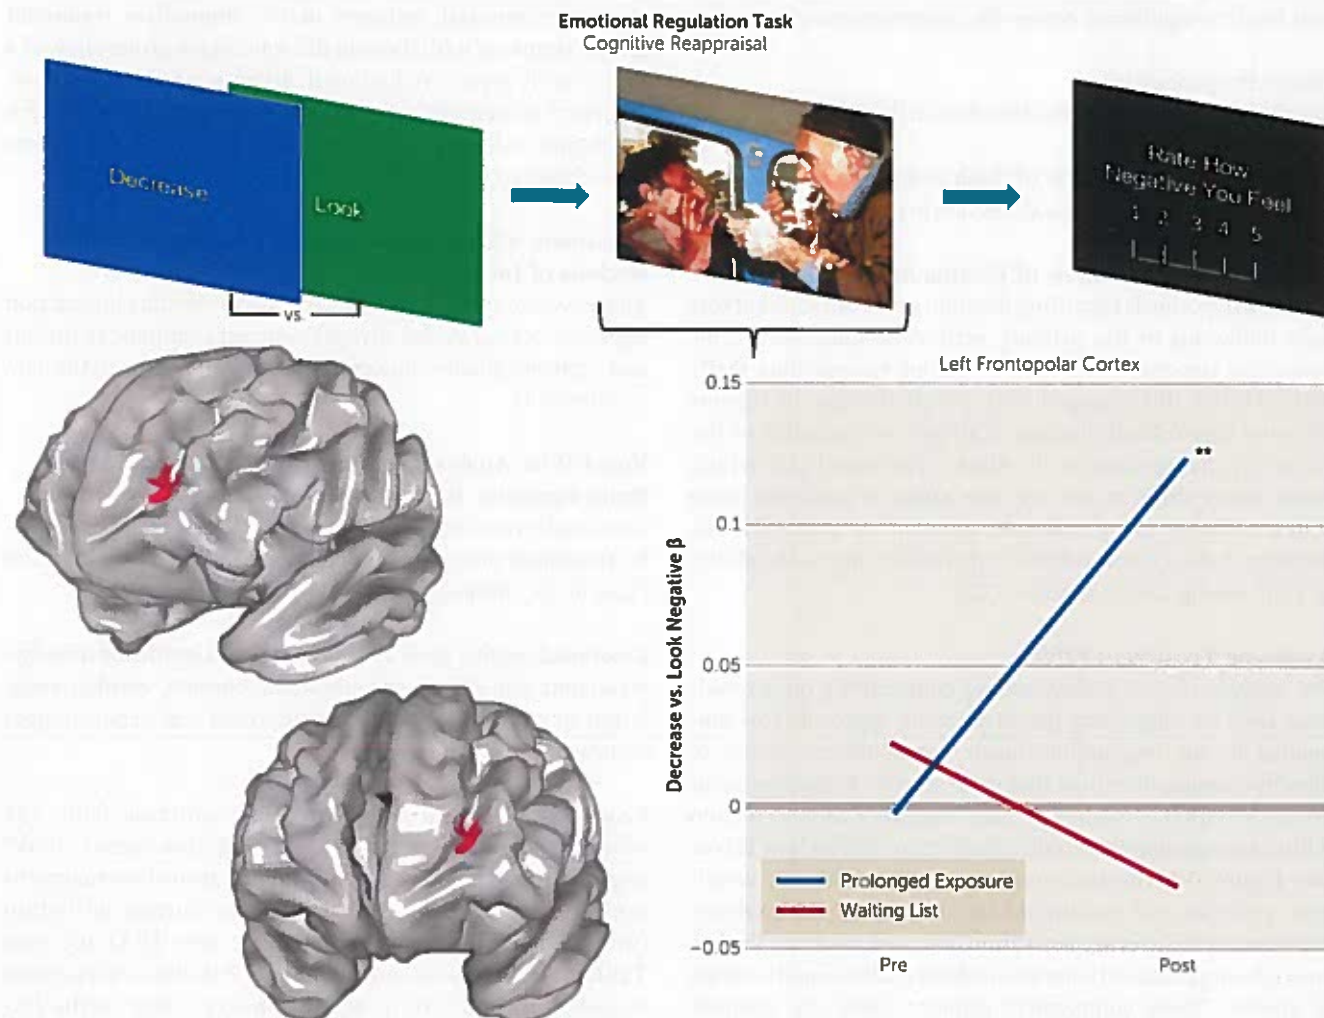 Emotional Regulation Task
Cognitive Reappraisal
Decrease
Look
vs.
Rate How
Negative You Feel
1 2 3 4 5
Left Frontopolar Cortex
Decrease vs. Look Negative β
0.15
**
0.1
0.05
0
-0.05
Prolonged Exposure
Waiting List
Pre
Post